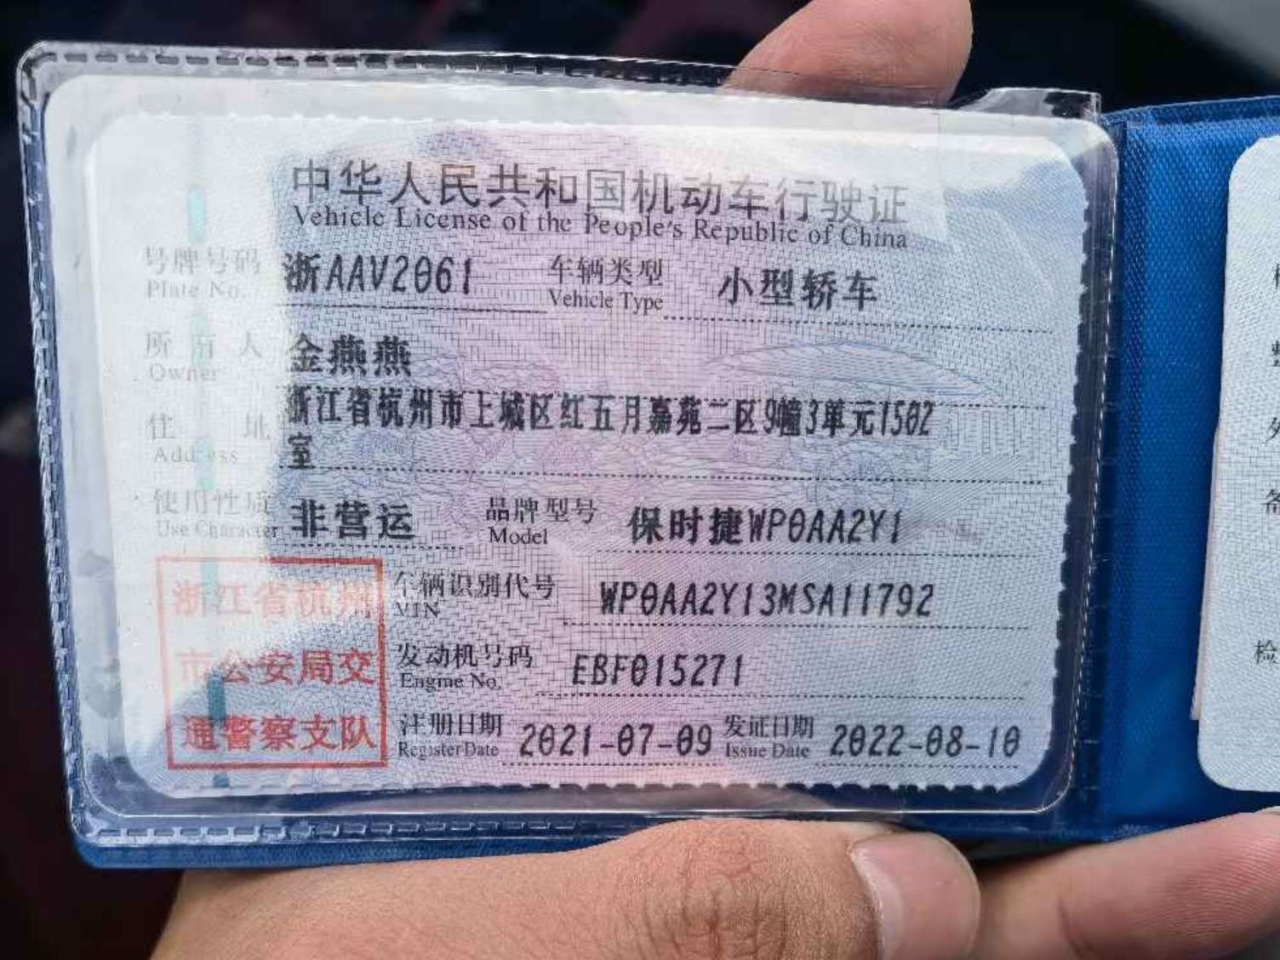 中华人民共和国机动车行驶证
Vehicle License of the People's Republic of China
号牌号码 浙AAV2061 车辆类型 小型轿车
Plate No. Vehicle Type
所有人 金燕燕
Owner
浙江省杭州市上城区红五月嘉苑二区9幢3单元1502
住址 室
Address
使用性质 非营运 品牌型号 保时捷WP0AA2Y1
Use Character Model
浙江省杭州 车辆识别代号 WP0AA2Y13MSA11792
VIN
市公安局交 发动机号码 EBF015271
Engine No.
通警察支队 注册日期 2021-07-09 发证日期 2022-08-10
Register Date Issue Date
检